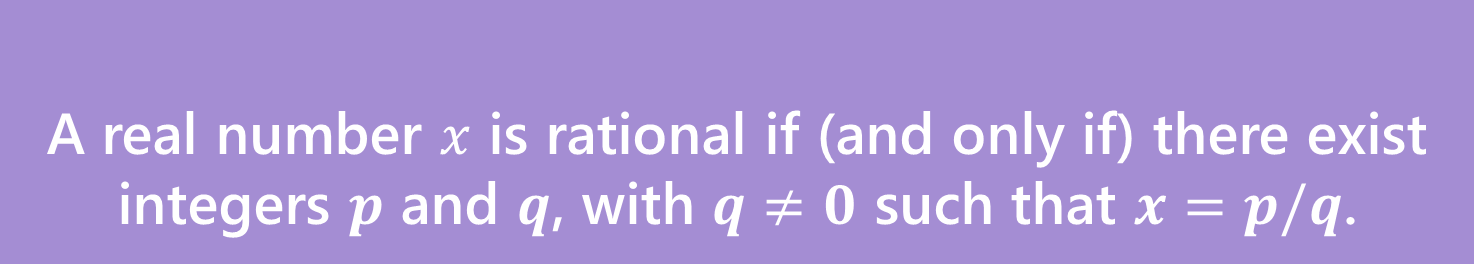 A real number x is rational if (and only if) there exist
integers p and q, with q ≠ 0 such that x = p/q.